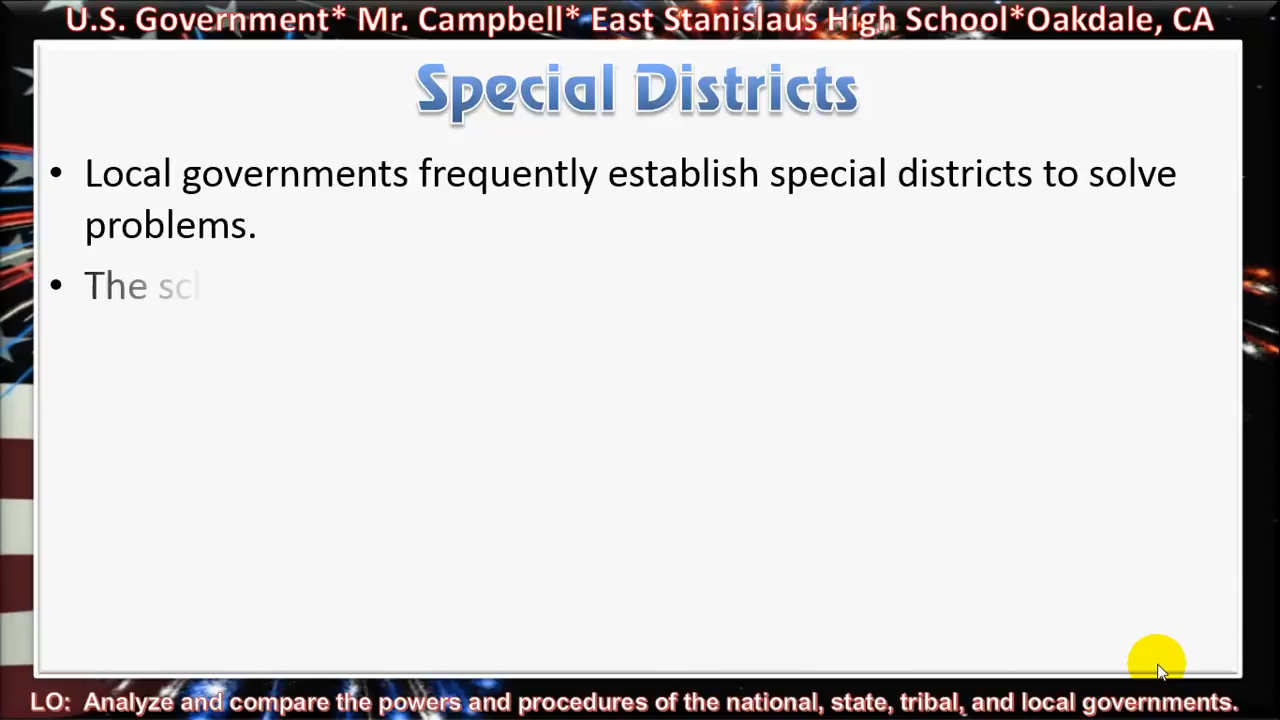 U.S. Government* Mr. Campbell* East Stanislaus High School*Oakdale, CA
Special Districts
• Local governments frequently establish special districts to solve
problems.
• The
LO: Analyze and compare the powers and procedures of the national, state, tribal, and local governments.